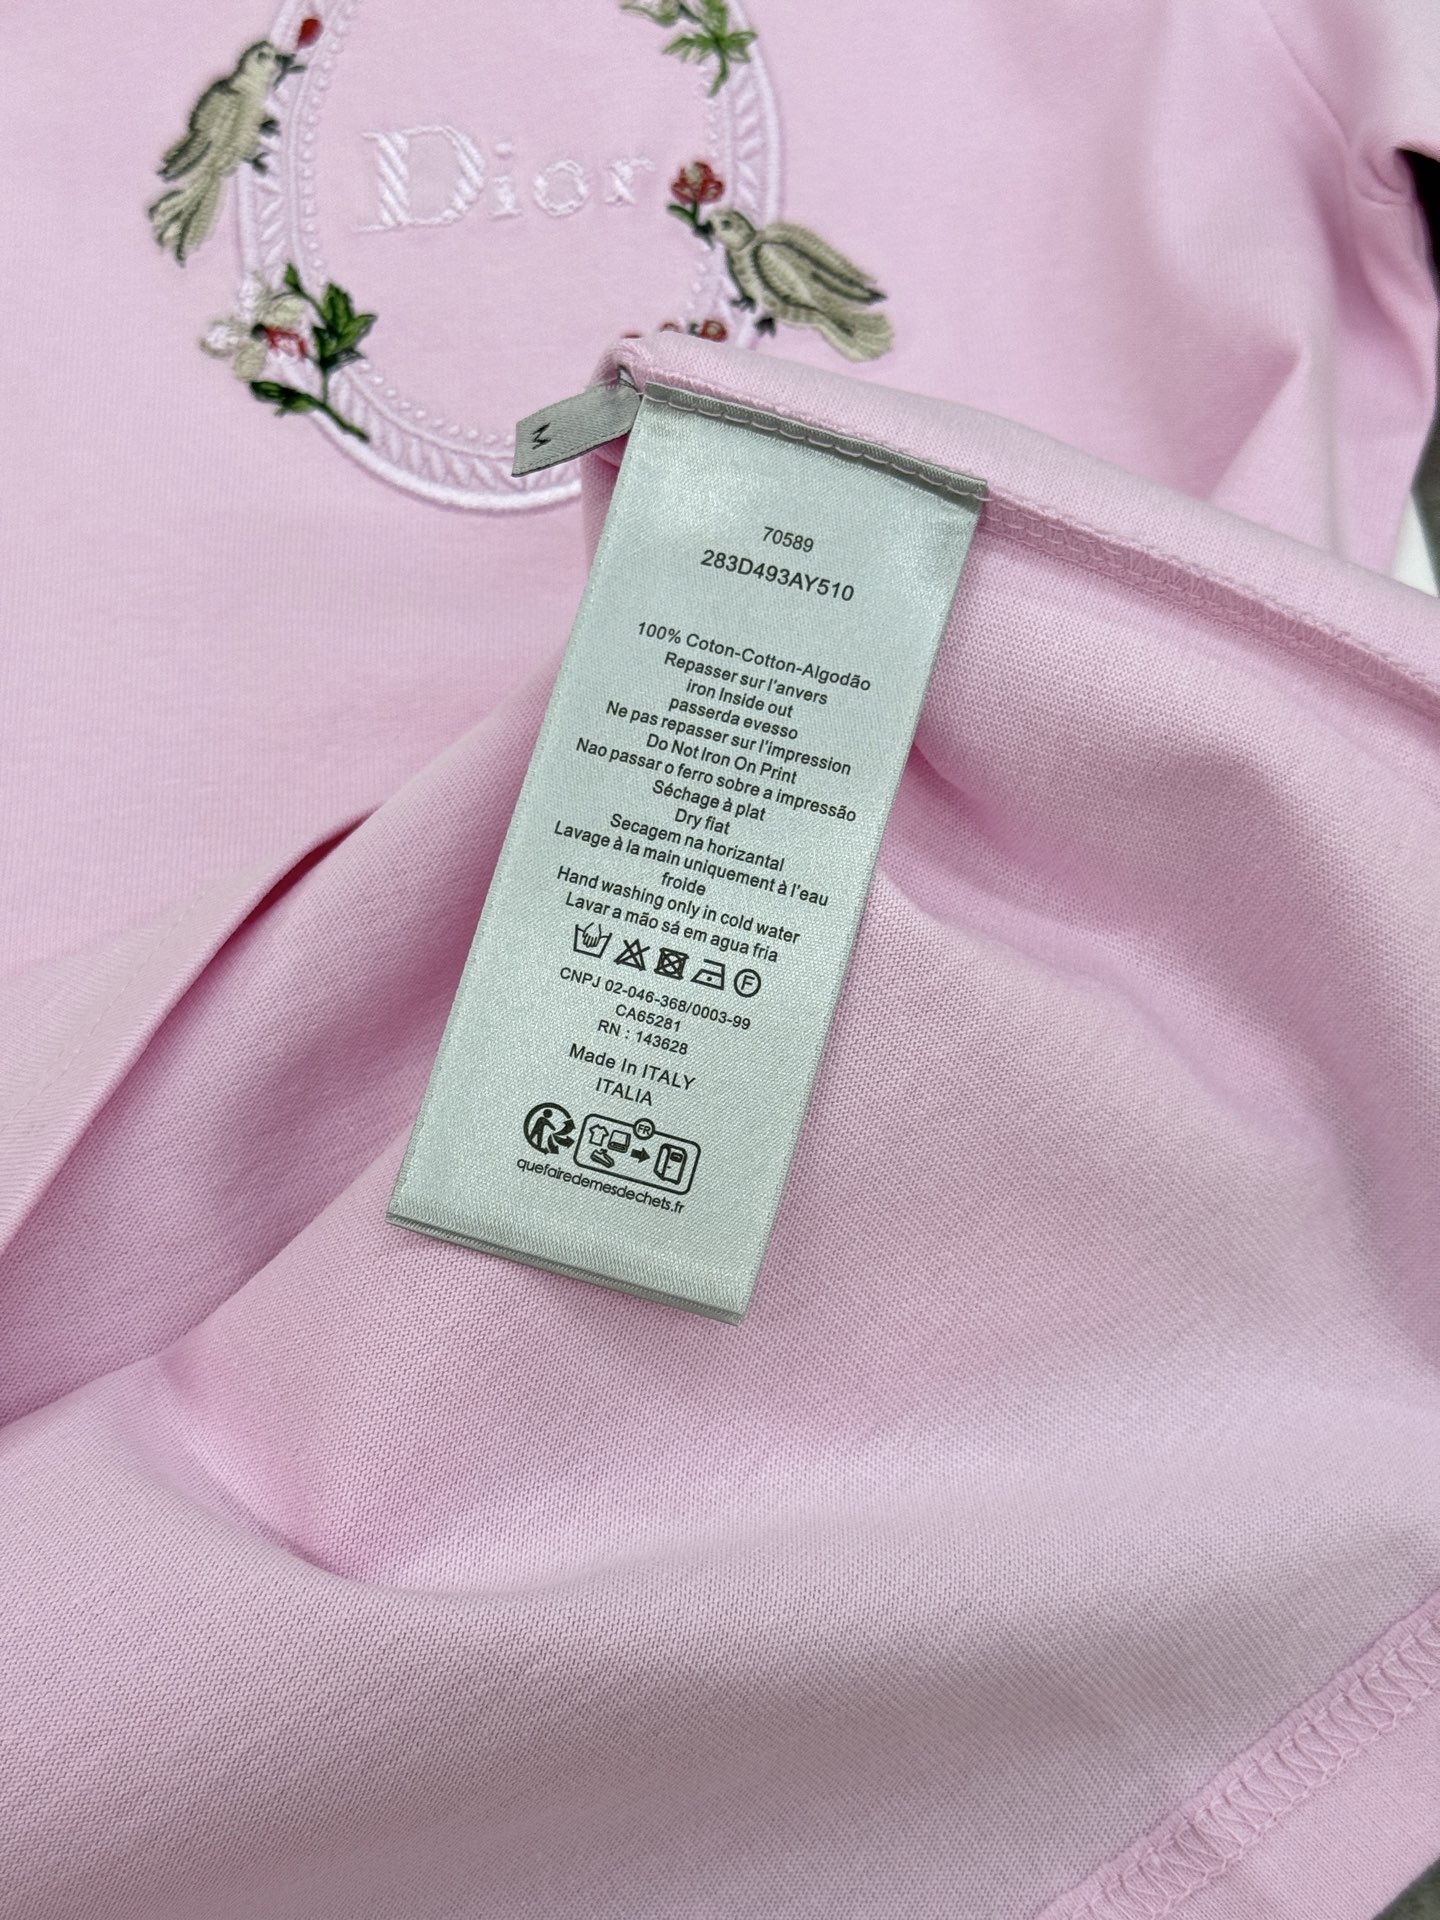 Dior
M
70589
283D493AY510
100% Coton-Cotton-Algodão
Repasser sur l'anvers
iron Inside out
passerda evesso
Ne pas repasser sur l'impression
Do Not Iron On Print
Nao passar o ferro sobre a impressão
Séchage à plat
Dry fiat
Secagem na horizantal
Lavage à la main uniquement à l'eau
froide
Hand washing only in cold water
Lavar a mão sá em agua fria
F
CNPJ 02-046-368/0003-99
CA65281
RN : 143628
Made In ITALY
ITALIA
FR
quefairedemesdechets.fr